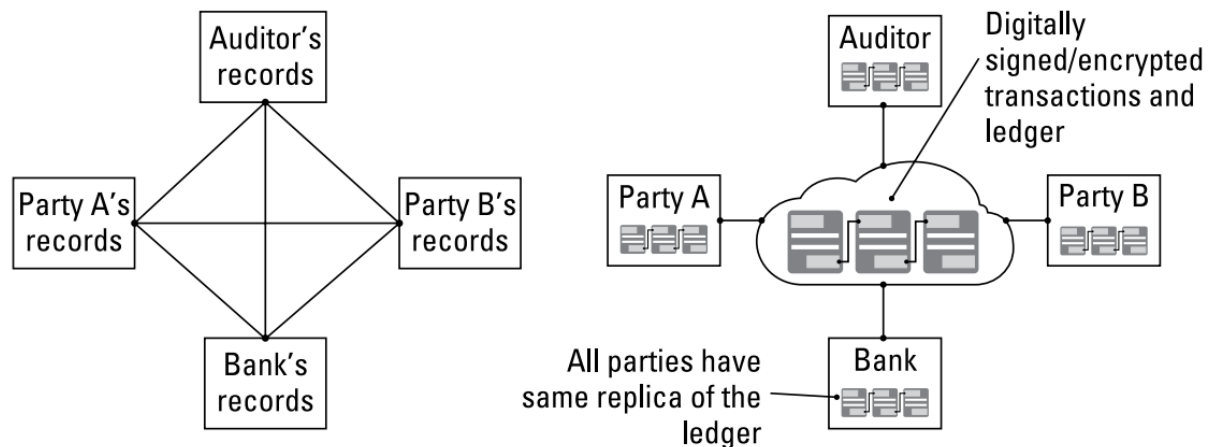 Auditor's
records
Party A's
records
Party B's
records
Bank's
records
Auditor
Digitally
signed/encrypted
transactions and
ledger
Party A
Party B
Bank
All parties have
same replica of the
ledger